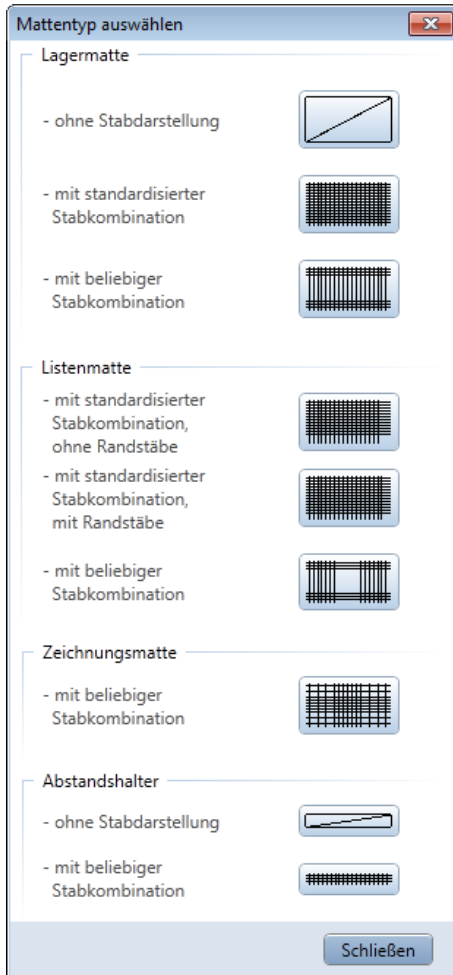 Mattentyp auswählen
Lagermatte
- ohne Stabdarstellung
- mit standardisierter
Stabkombination
- mit beliebiger
Stabkombination
Listenmatte
- mit standardisierter
Stabkombination,
ohne Randstäbe
- mit standardisierter
Stabkombination,
mit Randstäbe
- mit beliebiger
Stabkombination
Zeichnungsmatte
- mit beliebiger
Stabkombination
Abstandshalter
- ohne Stabdarstellung
- mit beliebiger
Stabkombination
Schließen